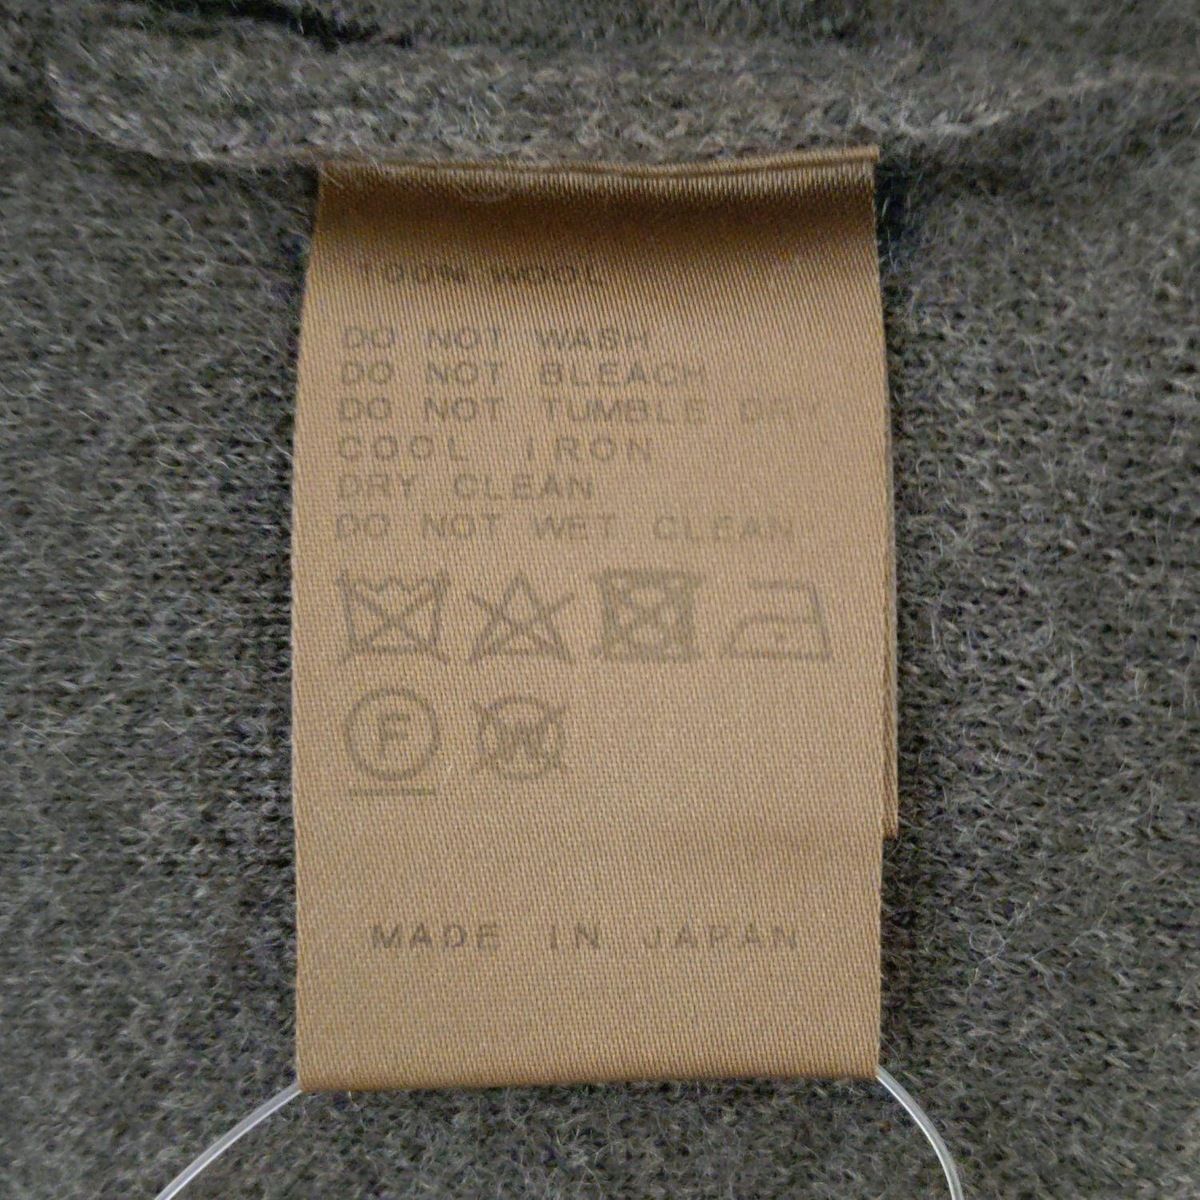 100% WOOL
DO NOT WASH
DO NOT BLEACH
DO NOT TUMBLE DRY
COOL IRON
DRY CLEAN
DO NOT WET CLEAN
F W
MADE IN JAPAN